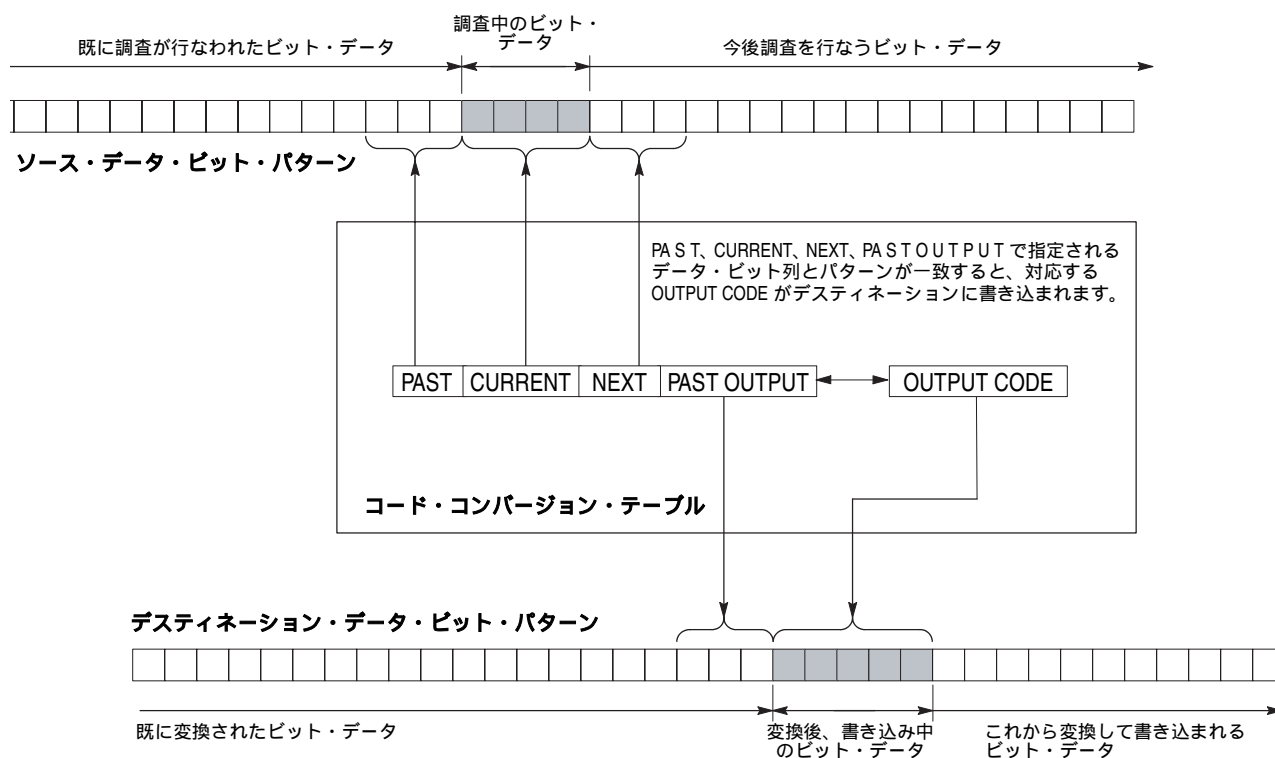 調査中のビット・
データ
既に調査が行なわれたビット・データ
今後調査を行なうビット・データ
ソース・データ・ビット・パターン
PAST、CURRENT、NEXT、PASTOUTPUTで指定される
データ・ビット列とパターンが一致すると、対応する
OUTPUT CODE がデスティネーションに書き込まれます。
PAST CURRENT NEXT PAST OUTPUT OUTPUT CODE
コード・コンバージョン・テーブル
デスティネーション・データ・ビット・パターン
既に変換されたビット・データ
変換後、書き込み中
のビット・データ
これから変換して書き込まれる
ビット・データ